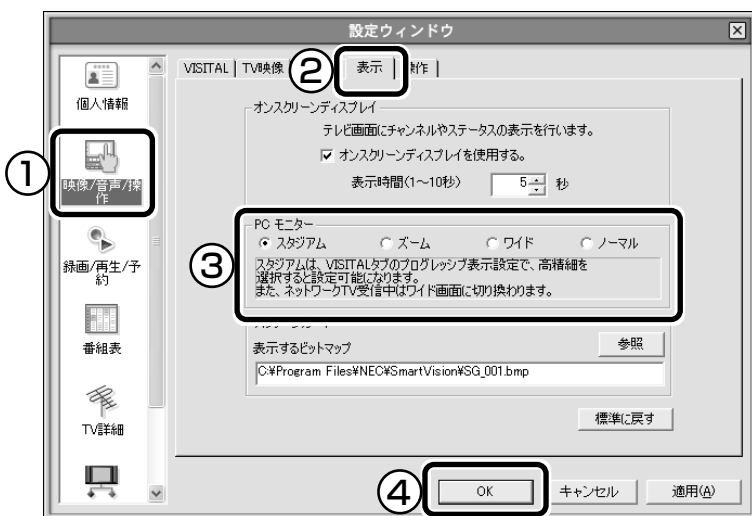 設定ウィンドウ
VISITAL TV映像 ② 表示 操作
個人情報
オンスクリーンディスプレイ
テレビ画面にチャンネルやステータスの表示を行います。
オンスクリーンディスプレイを使用する。
表示時間(1~10秒) 5 秒
①
映像/音声/操
作
③
PC モニター
スタジアム ズーム ワイド ノーマル
スタジアムは、VISITALタブのプログレッシブ表示設定で、高精細を
選択すると設定可能になります。
また、ネットワークTV受信中はワイド画面に切り換わります。
録画/再生/予
約
番組表
表示するビットマップ
参照
C:¥Program Files¥NEC¥SmartVision¥SG_001.bmp
TV詳細
標準に戻す
④
OK キャンセル 適用(A)